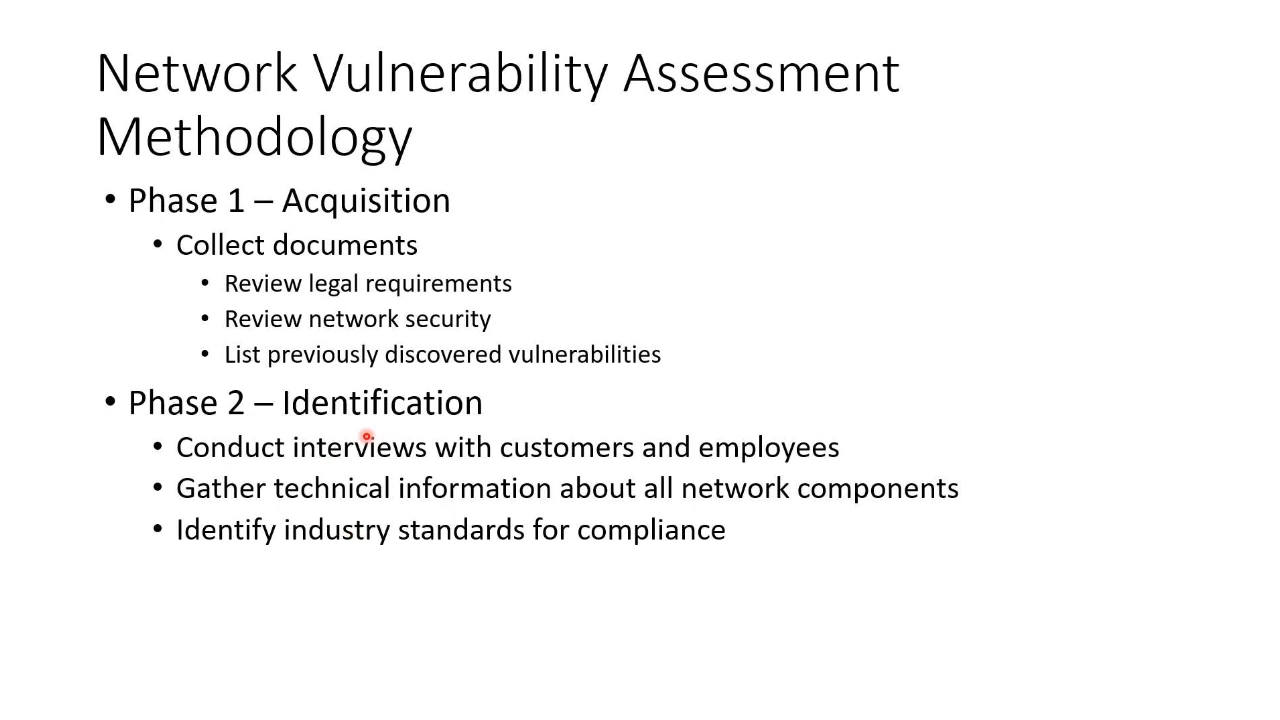 Network Vulnerability Assessment
Methodology
• Phase 1 – Acquisition
• Collect documents
• Review legal requirements
• Review network security
• List previously discovered vulnerabilities
• Phase 2 – Identification
• Conduct interviews with customers and employees
• Gather technical information about all network components
• Identify industry standards for compliance